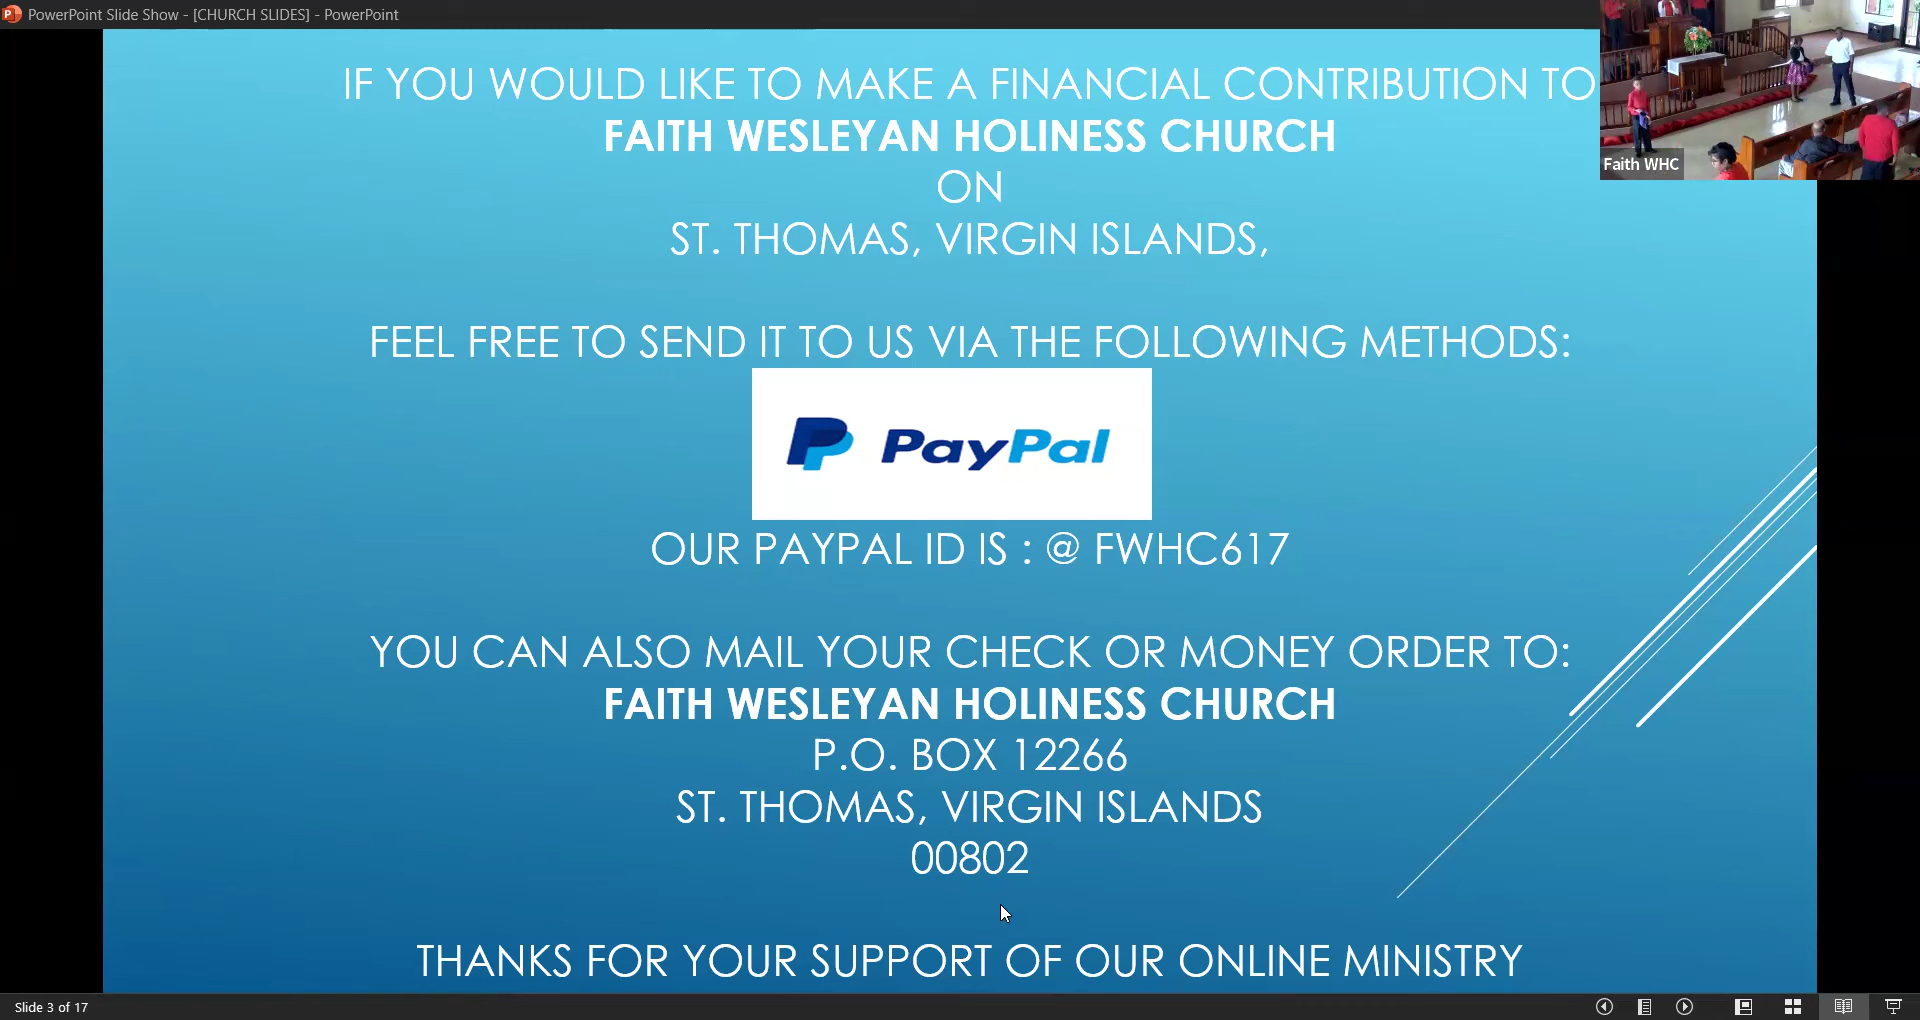 PowerPoint Slide Show - [CHURCH SLIDES] - PowerPoint
IF YOU WOULD LIKE TO MAKE A FINANCIAL CONTRIBUTION TO
FAITH WESLEYAN HOLINESS CHURCH
ON
ST. THOMAS, VIRGIN ISLANDS,
FEEL FREE TO SEND IT TO US VIA THE FOLLOWING METHODS:
PayPal
OUR PAYPAL ID IS : @ FWHC617
YOU CAN ALSO MAIL YOUR CHECK OR MONEY ORDER TO:
FAITH WESLEYAN HOLINESS CHURCH
P.O. BOX 12266
ST. THOMAS, VIRGIN ISLANDS
00802
THANKS FOR YOUR SUPPORT OF OUR ONLINE MINISTRY
Faith WHC
Slide 3 of 17